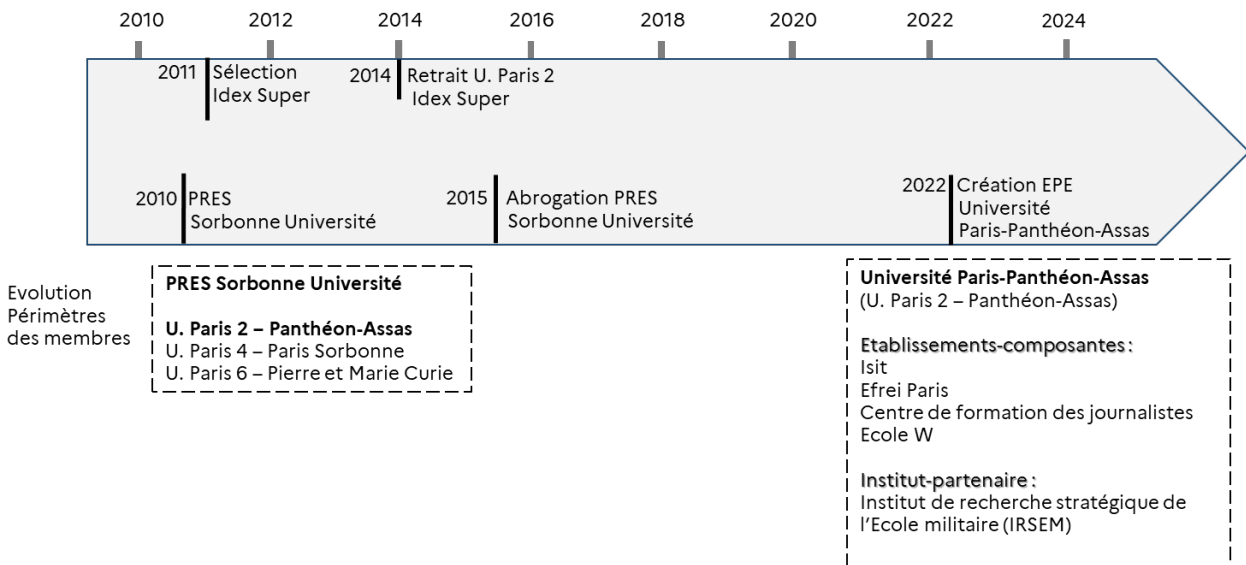 2010 2012 2014 2016 2018 2020 2022 2024
2011 Sélection
Idex Super
2014 Retrait U. Paris 2
Idex Super
2010 PRES
Sorbonne Université
2015 Abrogation PRES
Sorbonne Université
2022 Création EPE
Université
Paris-Panthéon-Assas
Evolution
Périmètres
des membres
PRES Sorbonne Université
U. Paris 2 – Panthéon-Assas
U. Paris 4 – Paris Sorbonne
U. Paris 6 – Pierre et Marie Curie
Université Paris-Panthéon-Assas
(U. Paris 2 – Panthéon-Assas)
Etablissements-composantes :
Isit
Efrei Paris
Centre de formation des journalistes
Ecole W
Institut-partenaire :
Institut de recherche stratégique de
l'Ecole militaire (IRSEM)